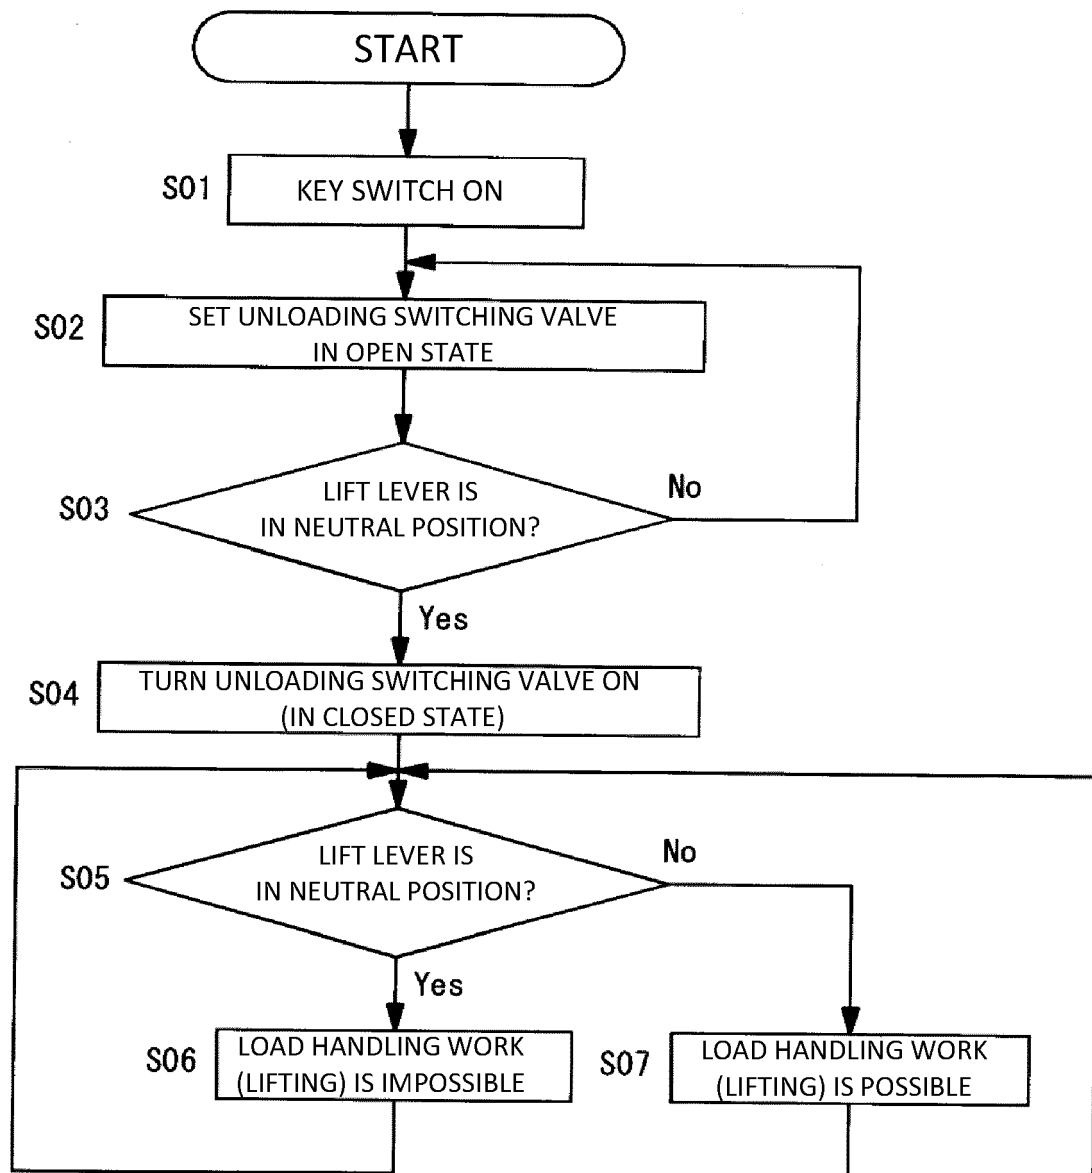 START
S01
KEY SWITCH ON
S02
SET UNLOADING SWITCHING VALVE
IN OPEN STATE
S03
LIFT LEVER IS
IN NEUTRAL POSITION?
No
Yes
S04
TURN UNLOADING SWITCHING VALVE ON
(IN CLOSED STATE)
S05
LIFT LEVER IS
IN NEUTRAL POSITION?
No
Yes
S06
LOAD HANDLING WORK
(LIFTING) IS IMPOSSIBLE
S07
LOAD HANDLING WORK
(LIFTING) IS POSSIBLE